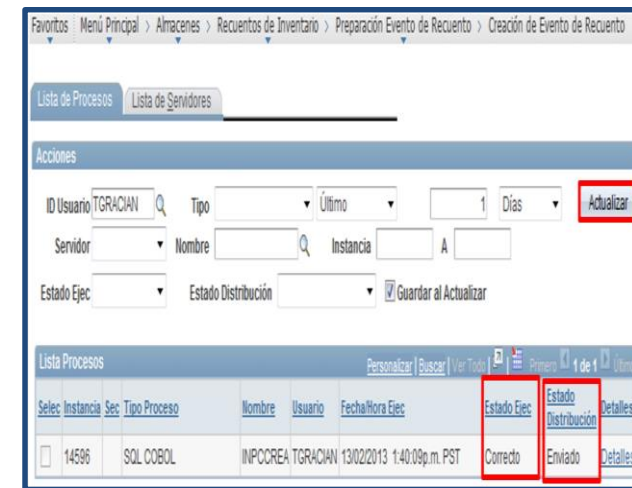 Favoritos Menú Principal > Almacenes > Recuentos de Inventario > Preparación Evento de Recuento > Creación de Evento de Recuento
Lista de Procesos Lista de Servidores
Acciones
ID Usuario TGRACIAN Tipo Último 1 Días Actualizar
Servidor Nombre Instancia A
Estado Ejec Estado Distribución Guardar al Actualizar
Lista Procesos Personalizar | Buscar | Ver Todo | Primero 1 de 1 Último
Selec Instancia Sec Tipo Proceso Nombre Usuario Fecha/Hora Ejec Estado Ejec Estado Distribución Detalles
14596 SQL COBOL INPCCREA TGRACIAN 13/02/2013 1:40:09p.m. PST Correcto Enviado Detalles